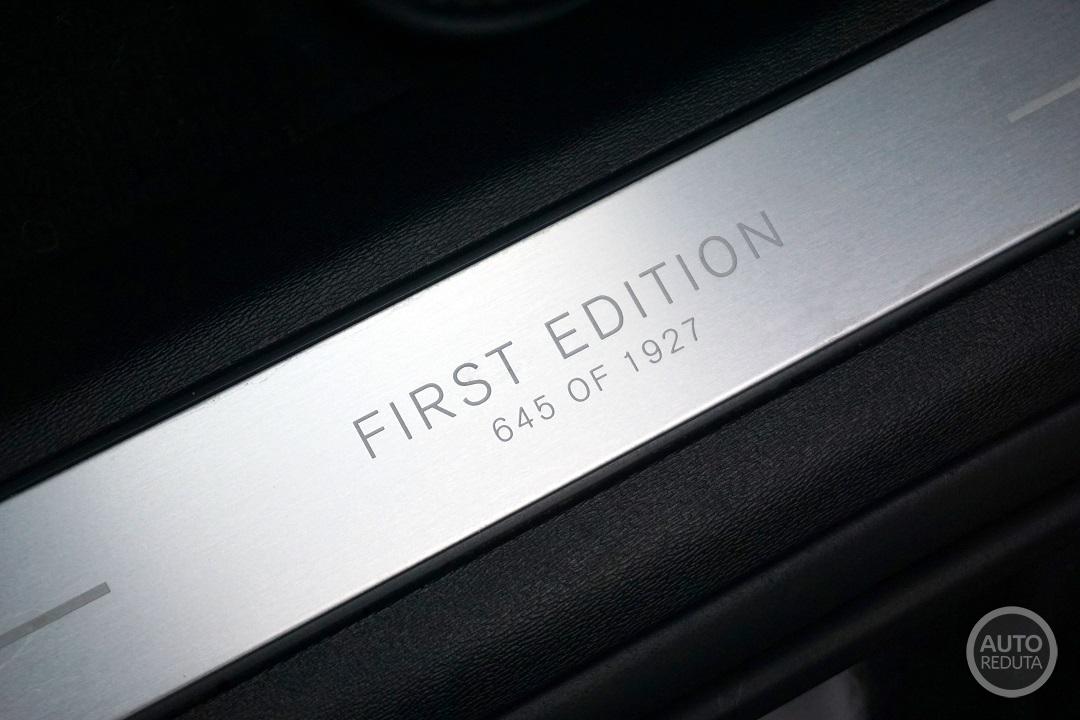 FIRST EDITION
645 OF 1927
AUTO
REDUTA